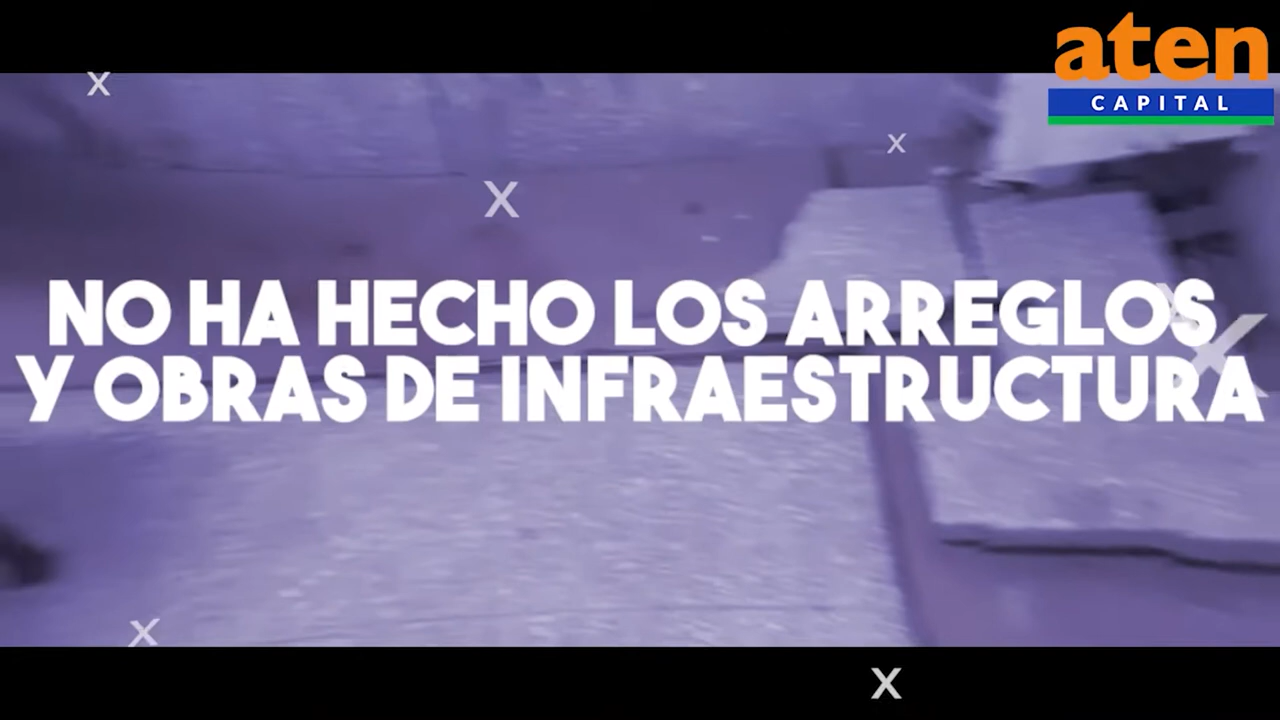 aten
CAPITAL
NO HA HECHO LOS ARREGLOS
Y OBRAS DE INFRAESTRUCTURA